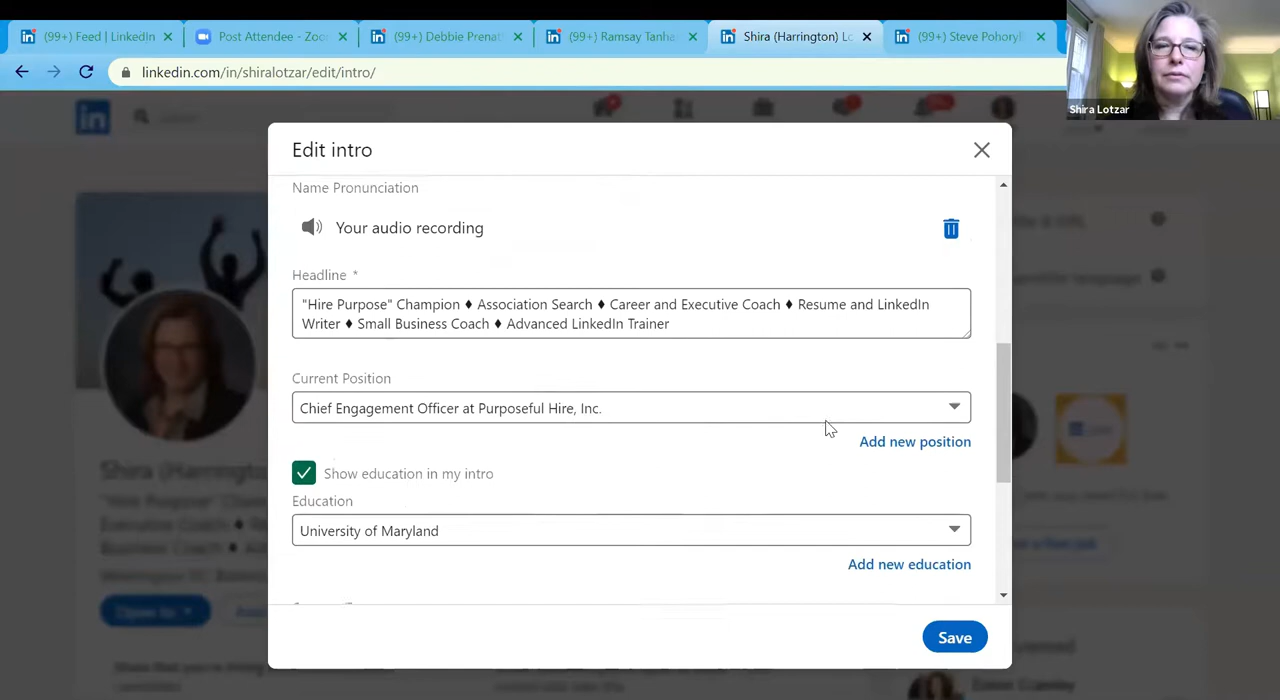 (99+) Feed | LinkedIn
Post Attendee - Zoo
(99+) Debbie Prena
(99+) Ramsay Tanha
Shira (Harrington) Lo
(99+) Steve Pohoryl
linkedin.com/in/shiralotzar/edit/intro/
Shira Lotzar
Edit intro
Name Pronunciation
Your audio recording
Headline *
"Hire Purpose" Champion ♦ Association Search ♦ Career and Executive Coach ♦ Resume and LinkedIn
Writer ♦ Small Business Coach ♦ Advanced LinkedIn Trainer
Current Position
Chief Engagement Officer at Purposeful Hire, Inc.
Add new position
Show education in my intro
Education
University of Maryland
Add new education
Save
Shira (Harrington)